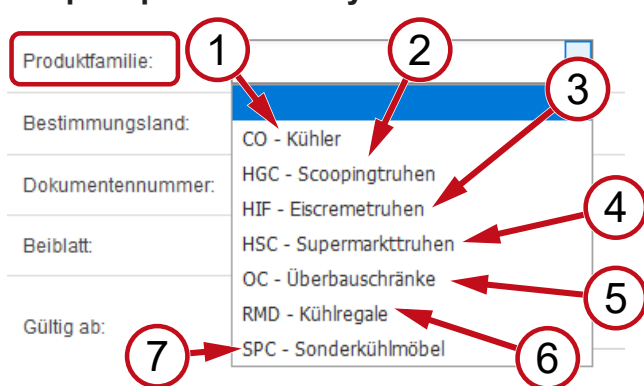 Produktfamilie:
1
2
3
Bestimmungsland:
CO - Kühler
Dokumentennummer:
HGC - Scoopingtruhen
HIF - Eiscremetruhen
4
Beiblatt:
HSC - Supermarkttruhen
OC - Überbauschränke
5
Gültig ab:
RMD - Kühlregale
6
7
SPC - Sonderkühlmöbel